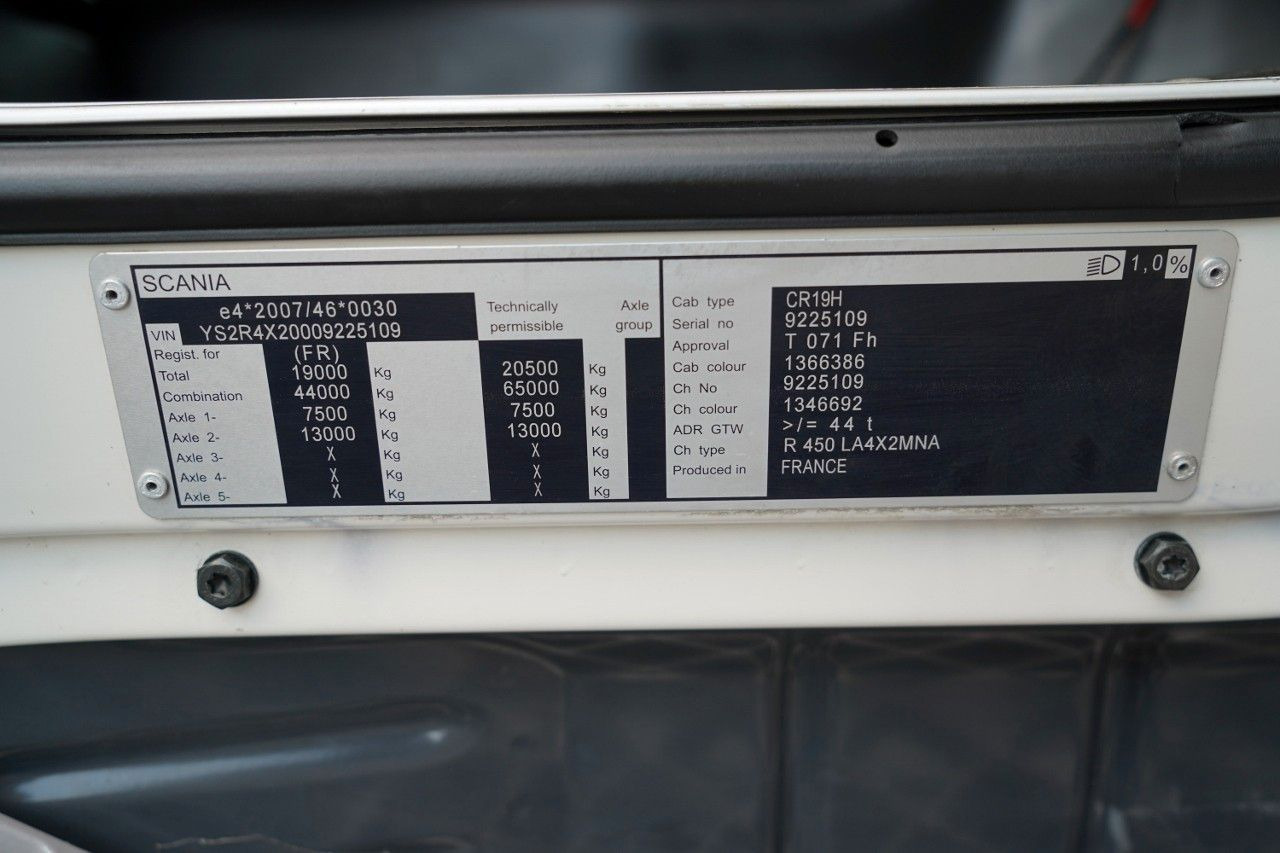 SCANIA
e4*2007/46*0030
VIN YS2R4X20009225109
Technically permissible
Axle group
Regist. for (FR)
Total 19000 Kg 20500 Kg
Combination 44000 Kg 65000 Kg
Axle 1- 7500 Kg 7500 Kg
Axle 2- 13000 Kg 13000 Kg
Axle 3- X Kg X Kg
Axle 4- X Kg X Kg
Axle 5- X Kg X Kg
1,0 %
Cab type CR19H
Serial no 9225109
Approval T 071 Fh
Cab colour 1366386
Ch No 9225109
Ch colour 1346692
ADR GTW >/= 44 t
Ch type R 450 LA4X2MNA
Produced in FRANCE